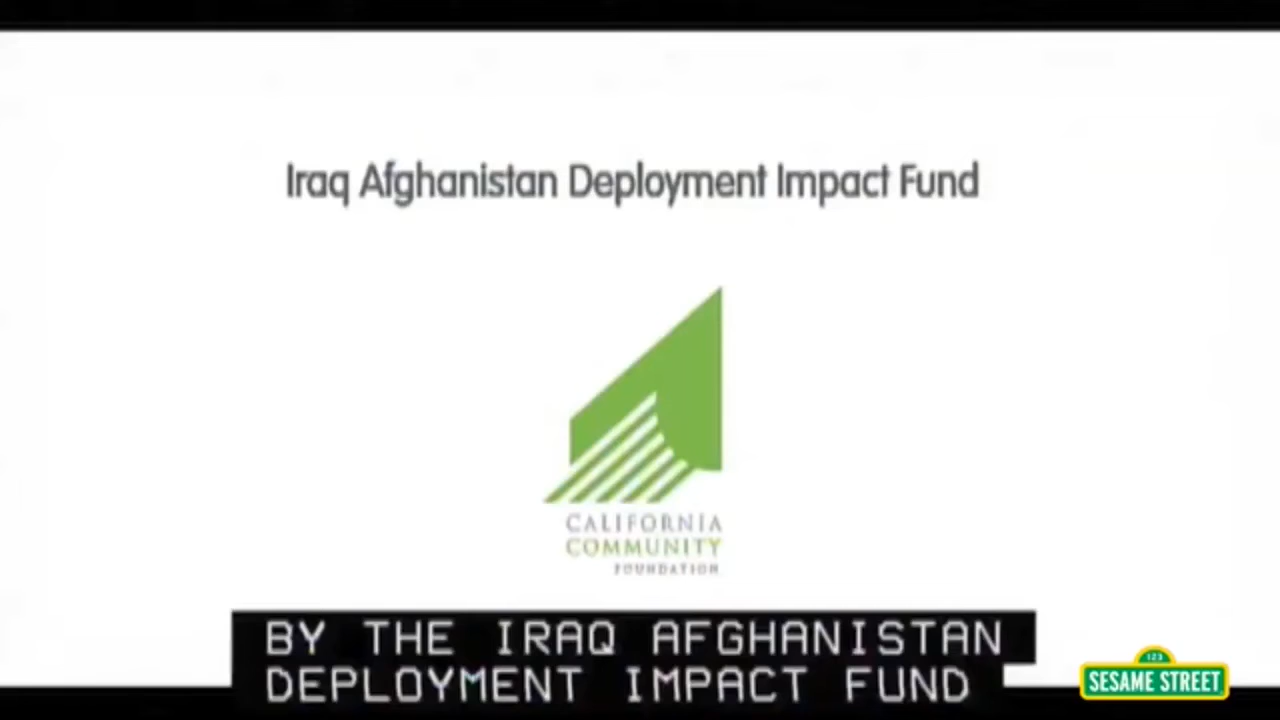 Iraq Afghanistan Deployment Impact Fund
CALIFORNIA
COMMUNITY
FOUNDATION
BY THE IRAQ AFGHANISTAN
DEPLOYMENT IMPACT FUND
123
SESAME STREET